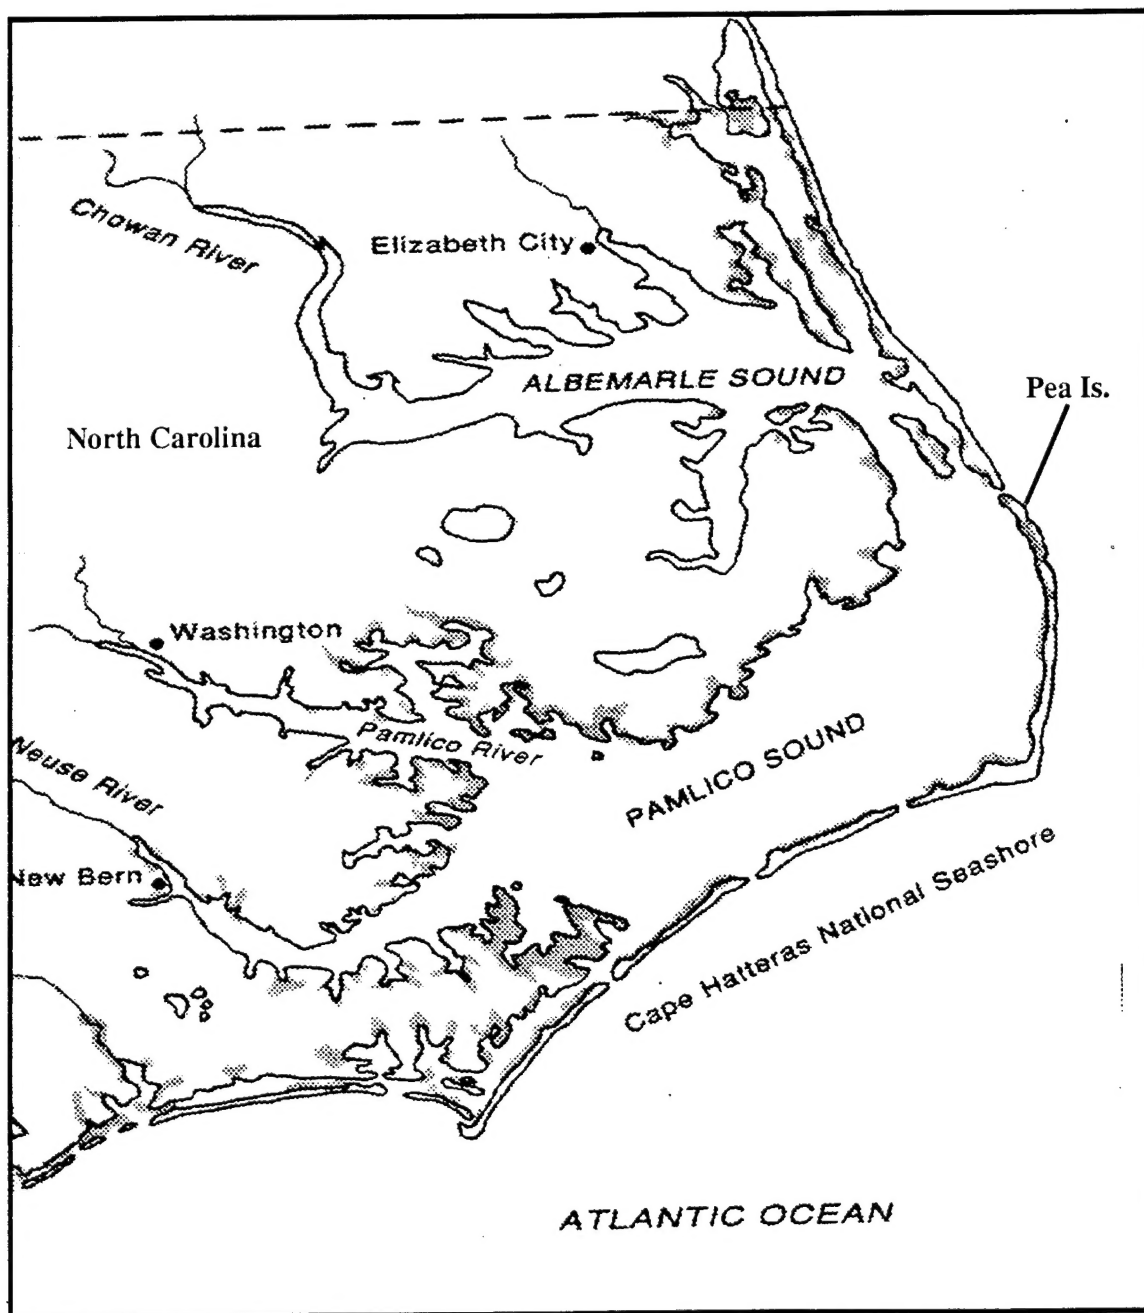 Chowan River
Elizabeth City
ALBEMARLE SOUND
Pea Is.
North Carolina
Washington
Pamlico River
Neuse River
PAMLICO SOUND
New Bern
Cape Hatteras National Seashore
ATLANTIC OCEAN